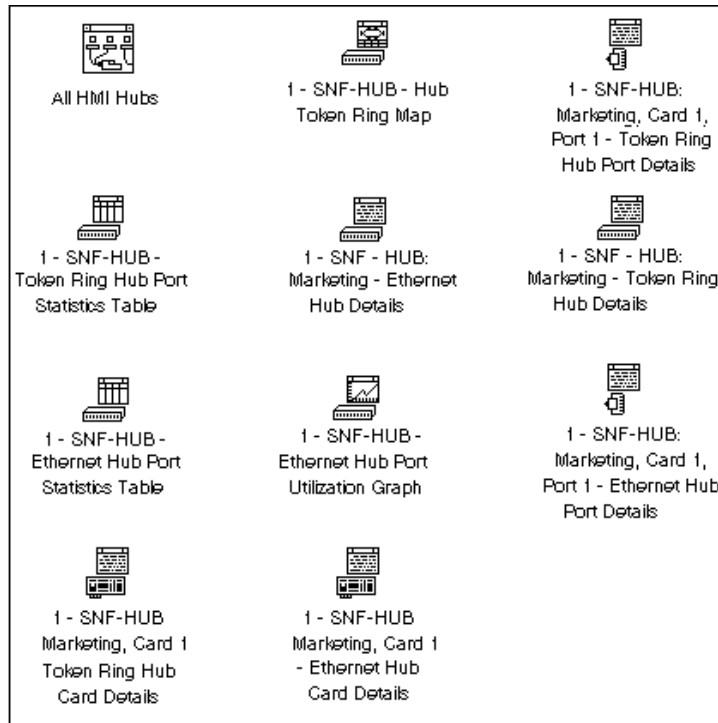 All HMI Hubs
1 - SNF-HUB - Hub
Token Ring Map
1 - SNF-HUB:
Marketing, Card 1,
Port 1 - Token Ring
Hub Port Details
1 - SNF-HUB -
Token Ring Hub Port
Statistics Table
1 - SNF - HUB:
Marketing - Ethernet
Hub Details
1 - SNF - HUB:
Marketing - Token Ring
Hub Details
1 - SNF-HUB -
Ethernet Hub Port
Statistics Table
1 - SNF-HUB -
Ethernet Hub Port
Utilization Graph
1 - SNF-HUB:
Marketing, Card 1,
Port 1 - Ethernet Hub
Port Details
1 - SNF-HUB
Marketing, Card 1
Token Ring Hub
Card Details
1 - SNF-HUB
Marketing, Card 1
- Ethernet Hub
Card Details